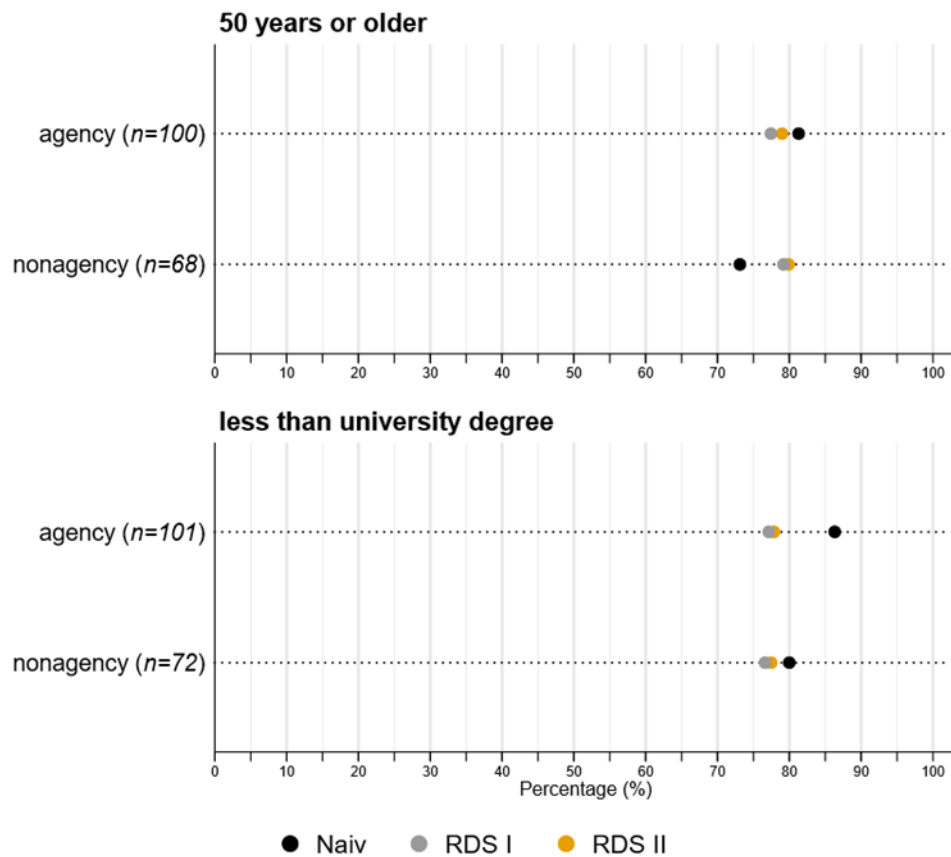 50 years or older
agency (n=100)
nonagency (n=68)
0 10 20 30 40 50 60 70 80 90 100
less than university degree
agency (n=101)
nonagency (n=72)
0 10 20 30 40 50 60 70 80 90 100
Percentage (%)
Naiv RDS I RDS II